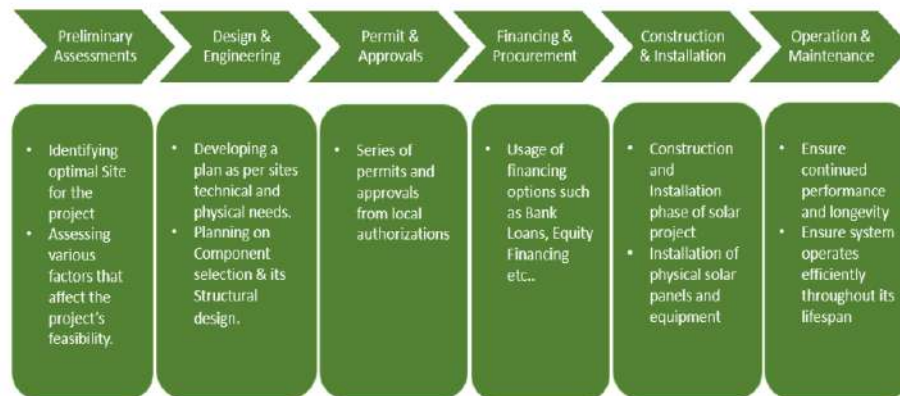 Preliminary
Assessments
Design &
Engineering
Permit &
Approvals
Financing &
Procurement
Construction
& Installation
Operation &
Maintenance
• Identifying
optimal Site
for the
project
• Assessing
various
factors that
affect the
project's
feasibility.
• Developing a
plan as per sites
technical and
physical needs.
• Planning on
Component
selection & its
Structural
design.
• Series of
permits and
approvals
from local
authorizations
• Usage of
financing
options such
as Bank
Loans, Equity
Financing
etc..
• Construction
and
Installation
phase of solar
project
• Installation of
physical solar
panels and
equipment
• Ensure
continued
performance
and longevity
• Ensure system
operates
efficiently
throughout its
lifespan